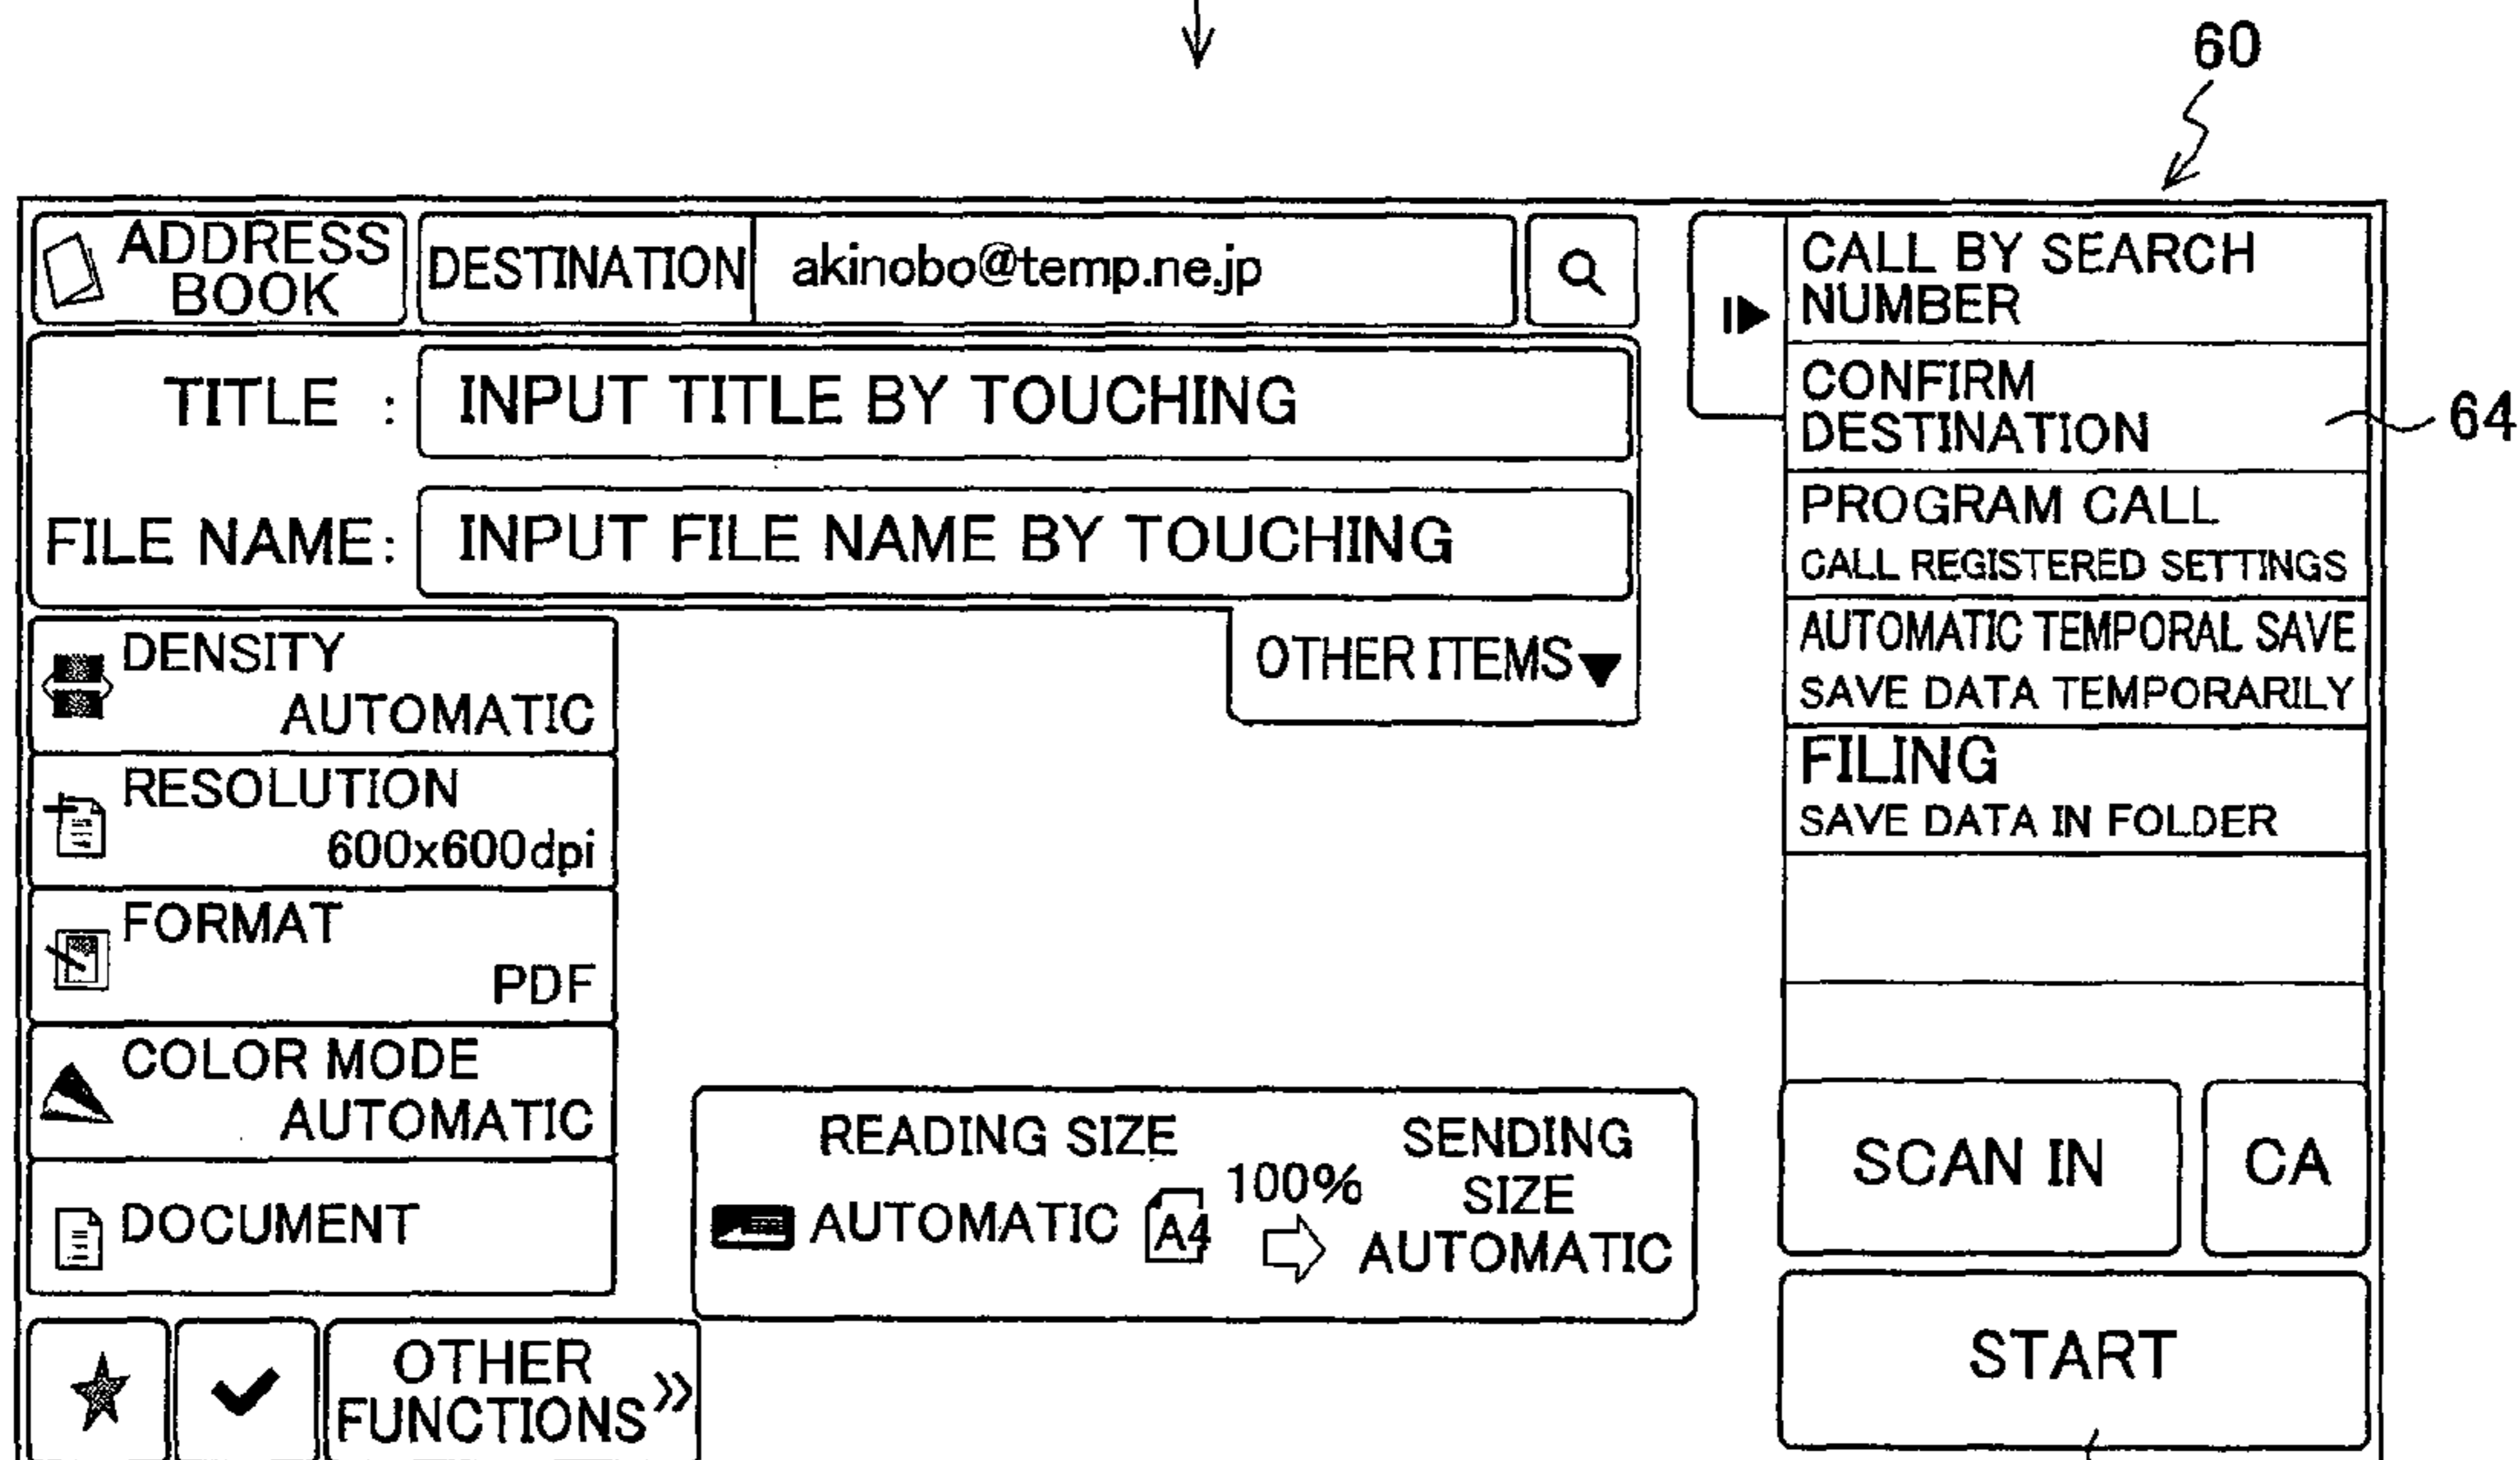 60
ADDRESS
BOOK
DESTINATION
akinobo@temp.ne.jp
TITLE :
INPUT TITLE BY TOUCHING
FILE NAME:
INPUT FILE NAME BY TOUCHING
OTHER ITEMS▼
DENSITY
AUTOMATIC
RESOLUTION
600x600dpi
FORMAT
PDF
COLOR MODE
AUTOMATIC
DOCUMENT
OTHER
FUNCTIONS»
READING SIZE
AUTOMATIC
A4
100%
SENDING
SIZE
AUTOMATIC
CALL BY SEARCH
NUMBER
CONFIRM
DESTINATION
64
PROGRAM CALL
CALL REGISTERED SETTINGS
AUTOMATIC TEMPORAL SAVE
SAVE DATA TEMPORARILY
FILING
SAVE DATA IN FOLDER
SCAN IN
CA
START